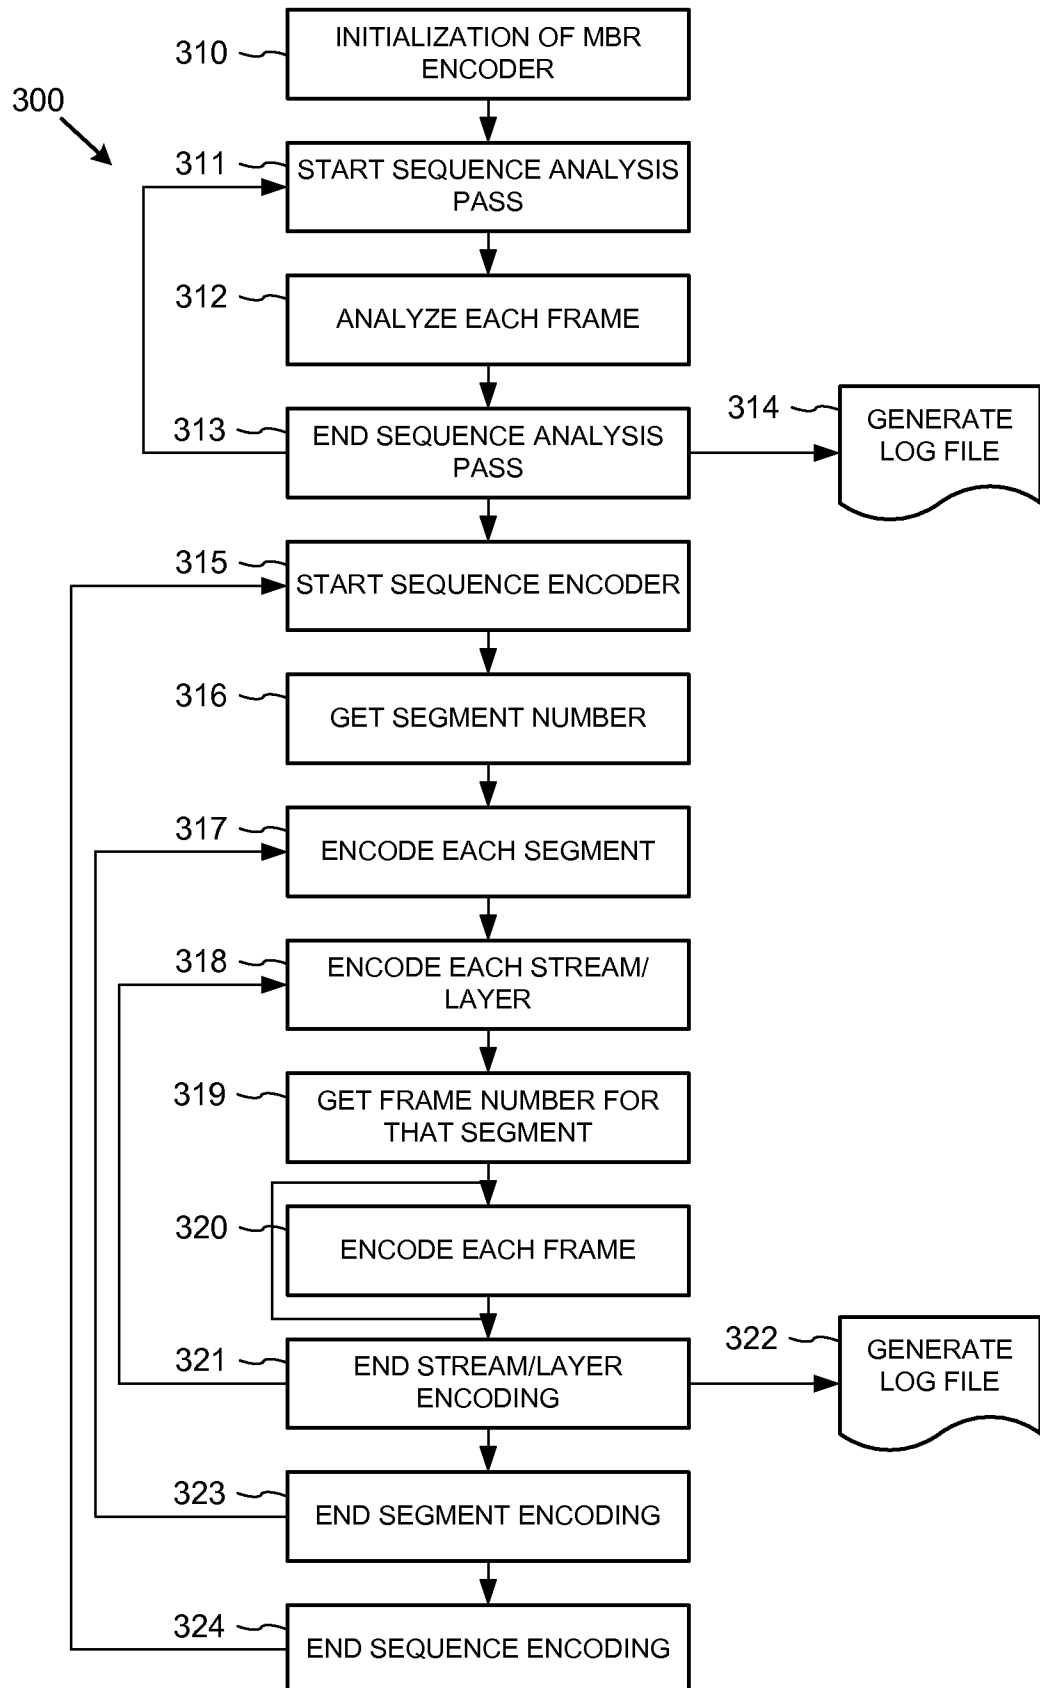 300
310
INITIALIZATION OF MBR
ENCODER
311
START SEQUENCE ANALYSIS
PASS
312
ANALYZE EACH FRAME
313
END SEQUENCE ANALYSIS
PASS
314
GENERATE
LOG FILE
315
START SEQUENCE ENCODER
316
GET SEGMENT NUMBER
317
ENCODE EACH SEGMENT
318
ENCODE EACH STREAM/
LAYER
319
GET FRAME NUMBER FOR
THAT SEGMENT
320
ENCODE EACH FRAME
321
END STREAM/LAYER
ENCODING
322
GENERATE
LOG FILE
323
END SEGMENT ENCODING
324
END SEQUENCE ENCODING